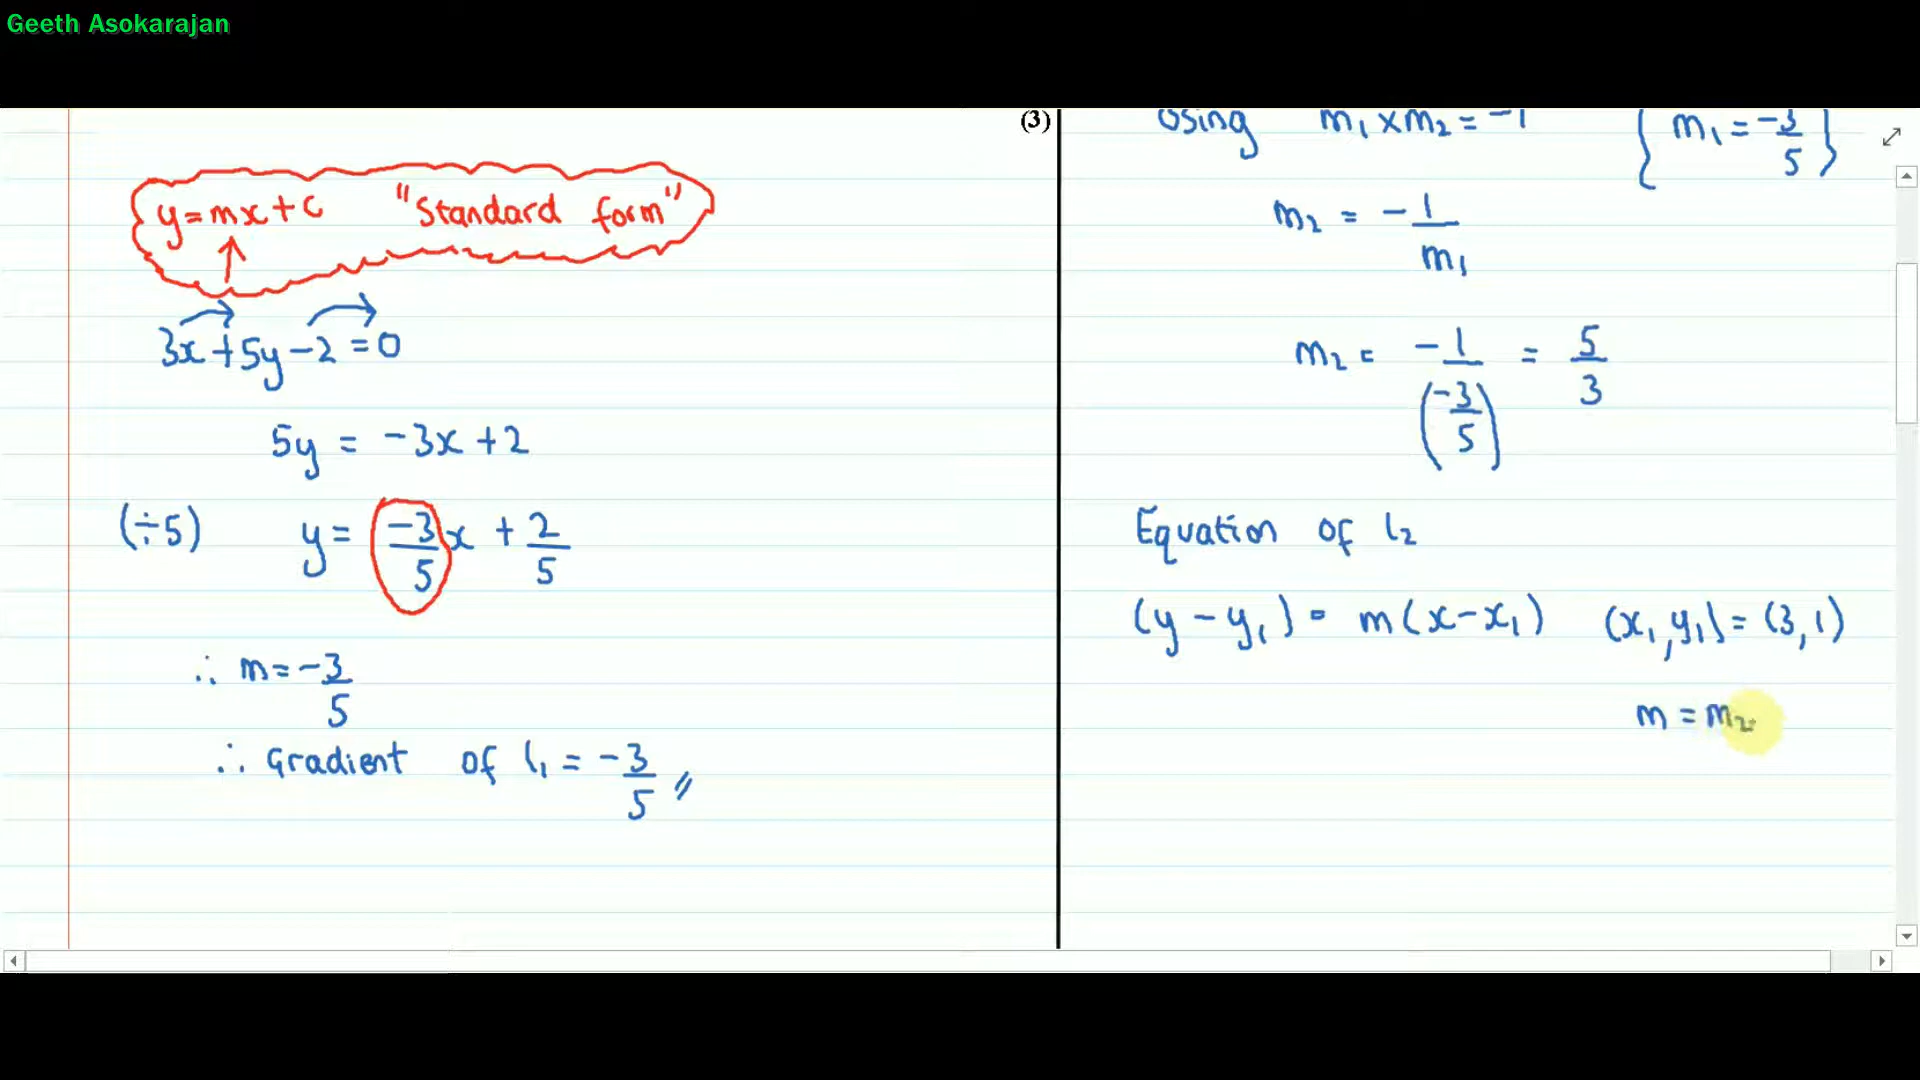 Geeth Asokarajan
(3)
y=mx+c "Standard form"
3x+5y-2=0
5y = -3x+2
(÷5) y= -3/5 x + 2/5
∴ m=-3/5
∴ Gradient of l₁ = -3/5 //
Using m₁×m₂=-1 {m₁=-3/5}
m₂ = -1/m₁
m₂ = -1/(-3/5) = 5/3
Equation of l₂
(y-y₁) = m(x-x₁) (x₁,y₁)=(3,1)
m=m₂